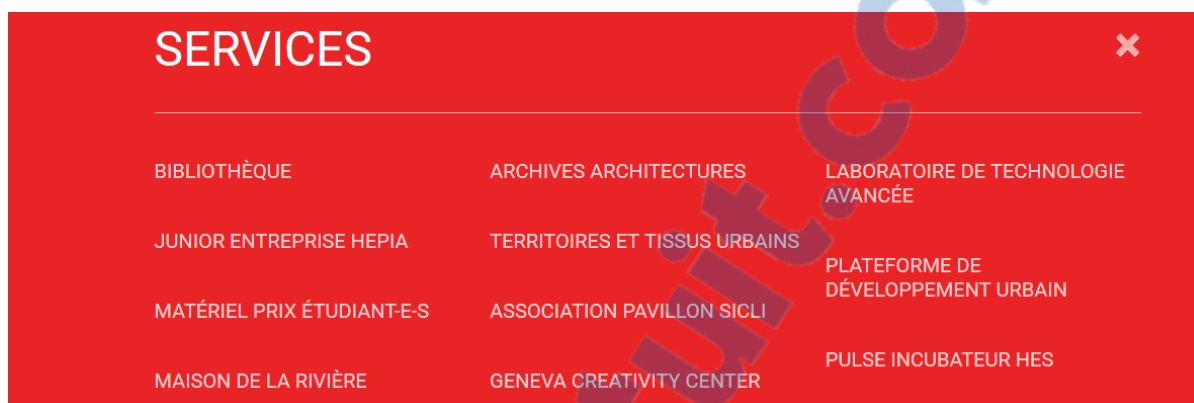 SERVICES
BIBLIOTHÈQUE
JUNIOR ENTREPRISE HEPIA
MATÉRIEL PRIX ÉTUDIANT-E-S
MAISON DE LA RIVIÈRE
ARCHIVES ARCHITECTURES
TERRITOIRES ET TISSUS URBAINS
ASSOCIATION PAVILLON SICLI
GENEVA CREATIVITY CENTER
LABORATOIRE DE TECHNOLOGIE
AVANCÉE
PLATEFORME DE
DÉVELOPPEMENT URBAIN
PULSE INCUBATEUR HES